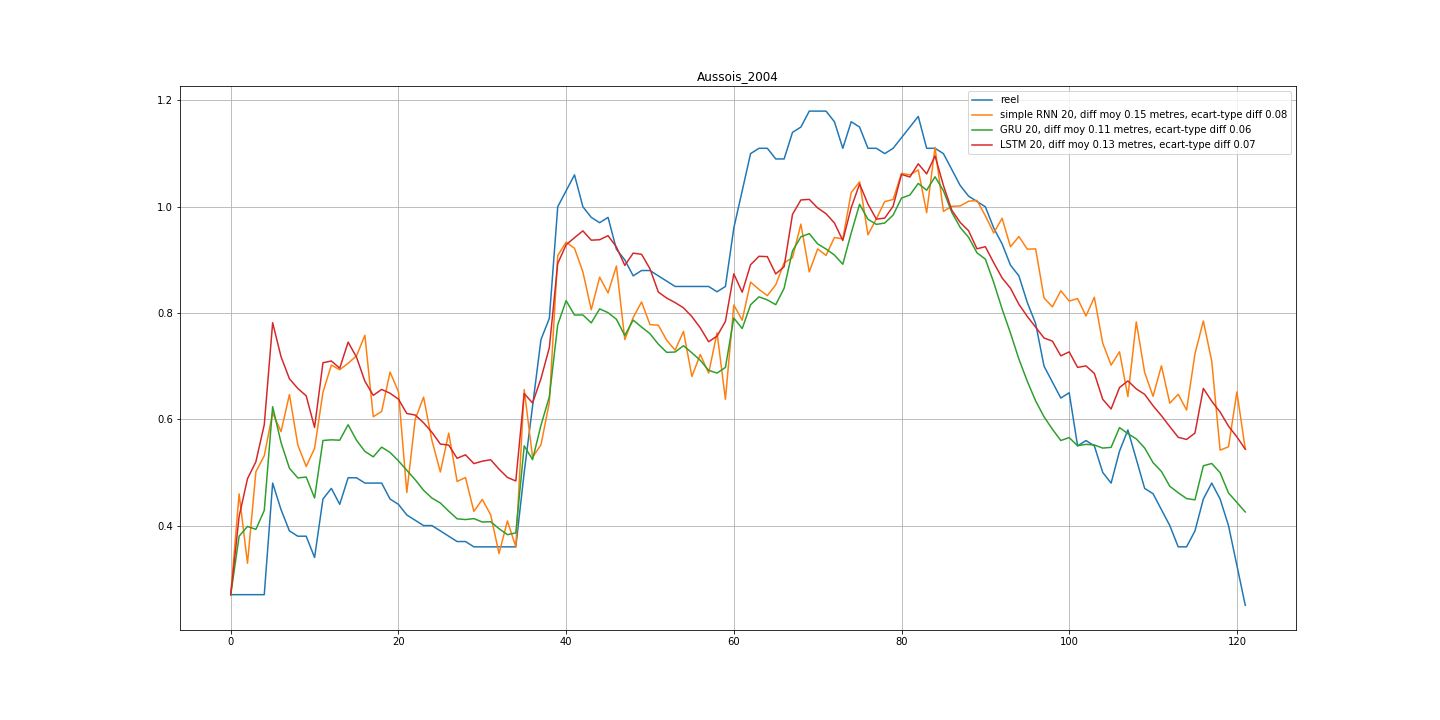 Aussois_2004
reel
simple RNN 20, diff moy 0.15 metres, ecart-type diff 0.08
GRU 20, diff moy 0.11 metres, ecart-type diff 0.06
LSTM 20, diff moy 0.13 metres, ecart-type diff 0.07
1.2
1.0
0.8
0.6
0.4
0 20 40 60 80 100 120